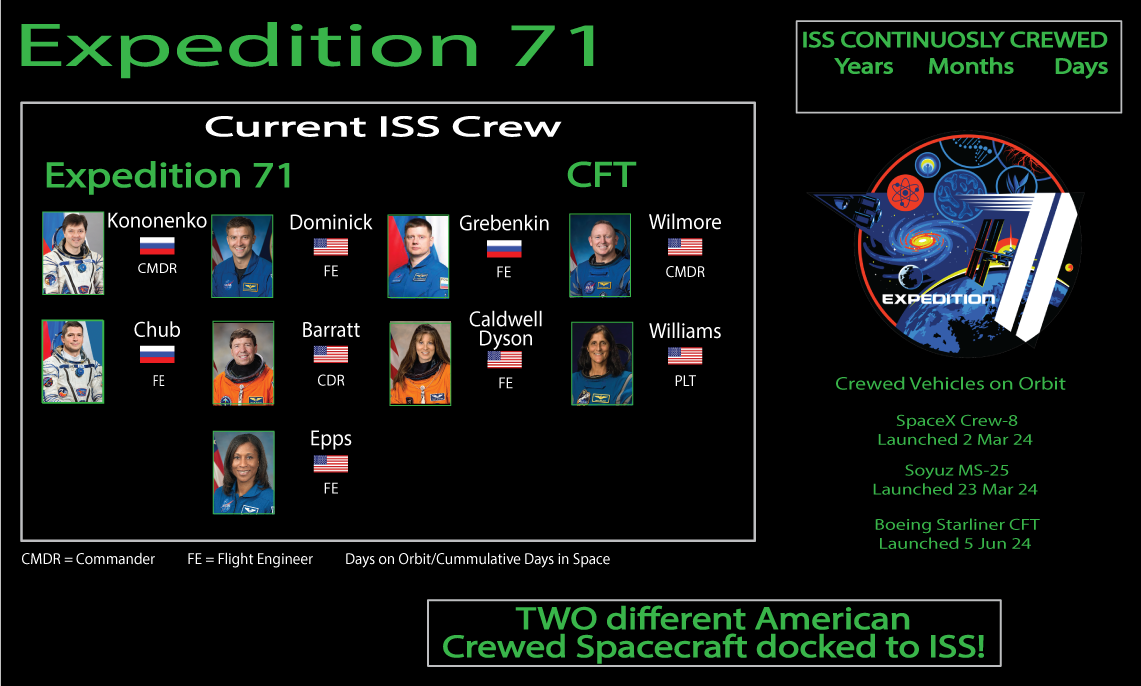 Expedition 71
ISS CONTINUOSLY CREWED
Years Months Days
Current ISS Crew
Expedition 71
CFT
Kononenko
CMDR
Dominick
FE
Grebenkin
FE
Wilmore
CMDR
Chub
FE
Barratt
CDR
Caldwell
Dyson
FE
Williams
PLT
Epps
FE
CMDR = Commander FE = Flight Engineer Days on Orbit/Cummulative Days in Space
EXPEDITION
Crewed Vehicles on Orbit
SpaceX Crew-8
Launched 2 Mar 24
Soyuz MS-25
Launched 23 Mar 24
Boeing Starliner CFT
Launched 5 Jun 24
TWO different American
Crewed Spacecraft docked to ISS!